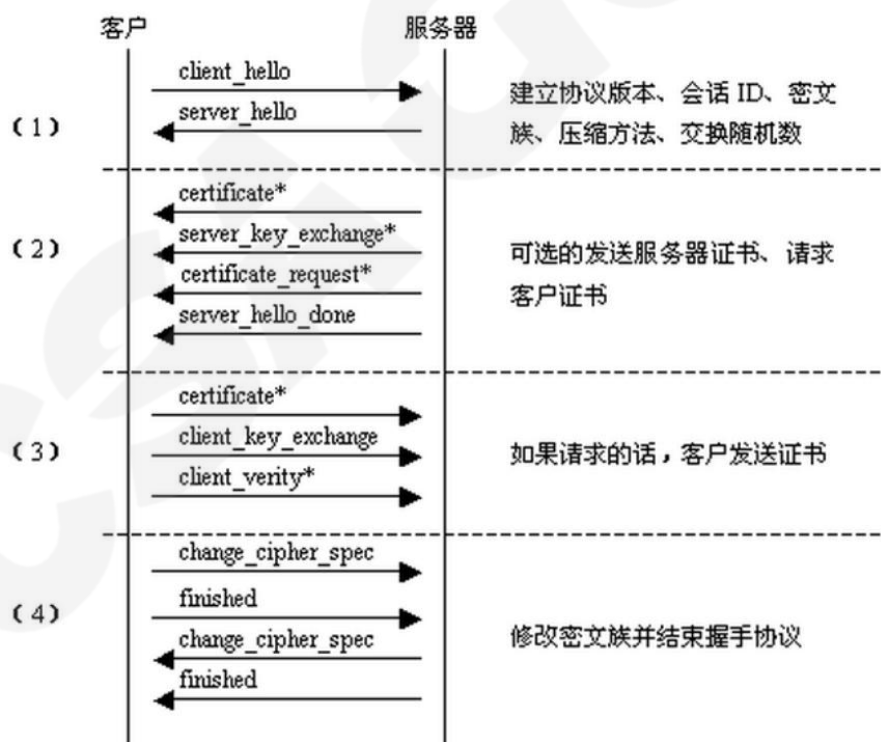 客户 服务器
client_hello
建立协议版本、会话 ID、密文
server_hello
(1)
族、压缩方法、交换随机数
certificate*
(2)
server_key_exchange*
可选的发送服务器证书、请求
certificate_request*
客户证书
server_hello_done
certificate*
client_key_exchange
(3)
如果请求的话，客户发送证书
client_verity*
change_cipher_spec
finished
(4)
change_cipher_spec
修改密文族并结束握手协议
finished